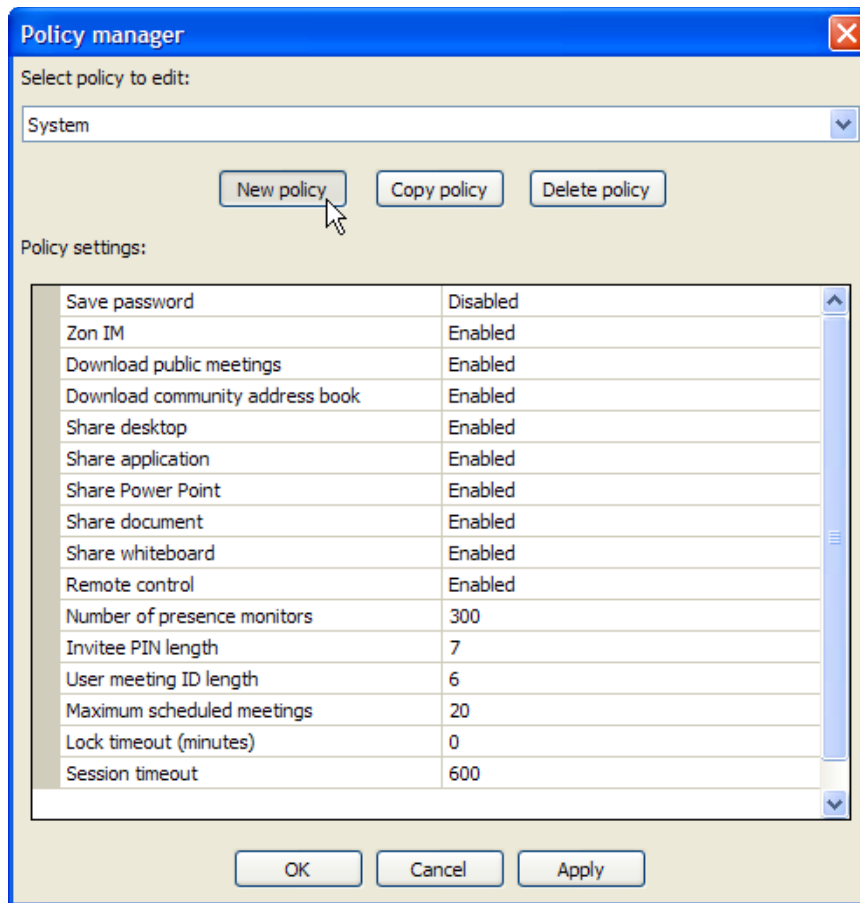 Policy manager
Select policy to edit:
System
New policy Copy policy Delete policy
Policy settings:
Save password Disabled
Zon IM Enabled
Download public meetings Enabled
Download community address book Enabled
Share desktop Enabled
Share application Enabled
Share Power Point Enabled
Share document Enabled
Share whiteboard Enabled
Remote control Enabled
Number of presence monitors 300
Invitee PIN length 7
User meeting ID length 6
Maximum scheduled meetings 20
Lock timeout (minutes) 0
Session timeout 600
OK Cancel Apply